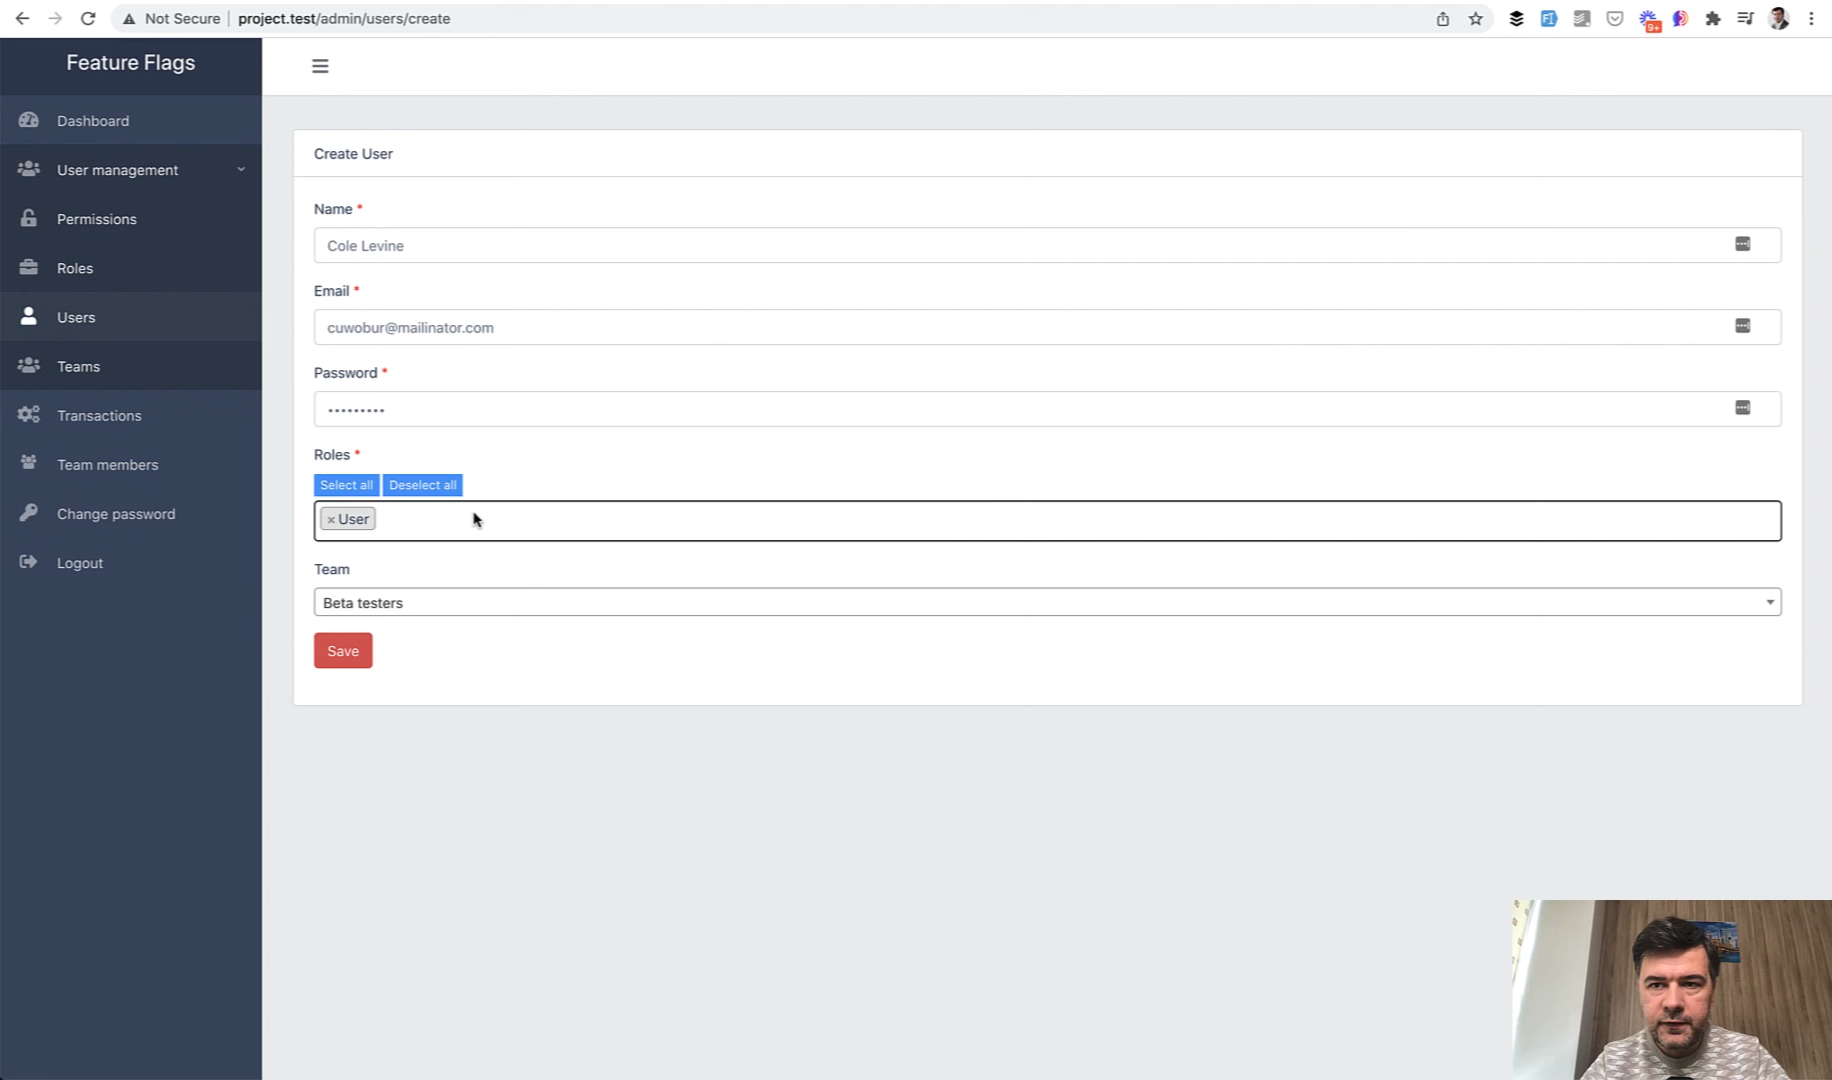 Not Secure project.test/admin/users/create
9+
Feature Flags
Dashboard
User management
Permissions
Roles
Users
Teams
Transactions
Team members
Change password
Logout
Create User
Name *
Cole Levine
Email *
cuwobur@mailinator.com
Password *
•••••••••
Roles *
Select all Deselect all
× User
Team
Beta testers
Save